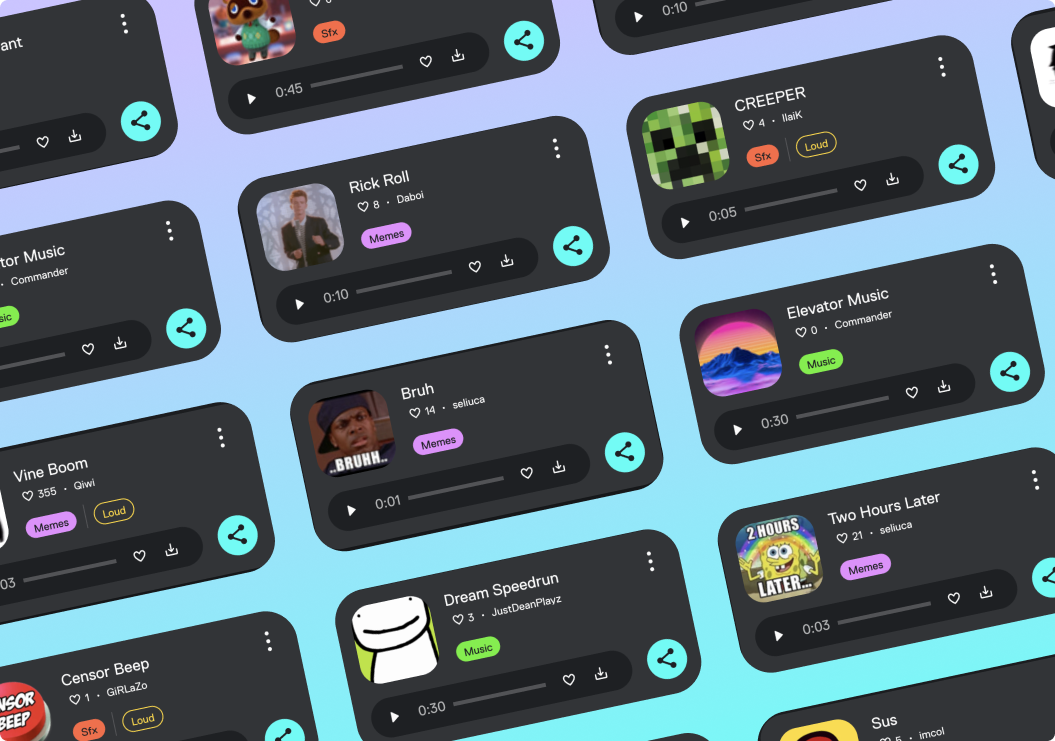 ant
Sfx
0:45
0:10
CREEPER
4 · IlaiK
Sfx
Loud
0:05
Rick Roll
8 · Daboi
Memes
0:10
tor Music
· Commander
sic
Elevator Music
0 · Commander
Music
0:30
Bruh
14 · seliuca
Memes
..BRUHH..
0:01
Vine Boom
355 · Qiwi
Memes
Loud
03
Two Hours Later
21 · seliuca
Memes
2 HOURS
LATER...
0:03
Dream Speedrun
3 · JustDeanPlayz
Music
0:30
Censor Beep
1 · GiRLaZo
Sfx
Loud
NSOR
BEEP
Sus
5 · imcol